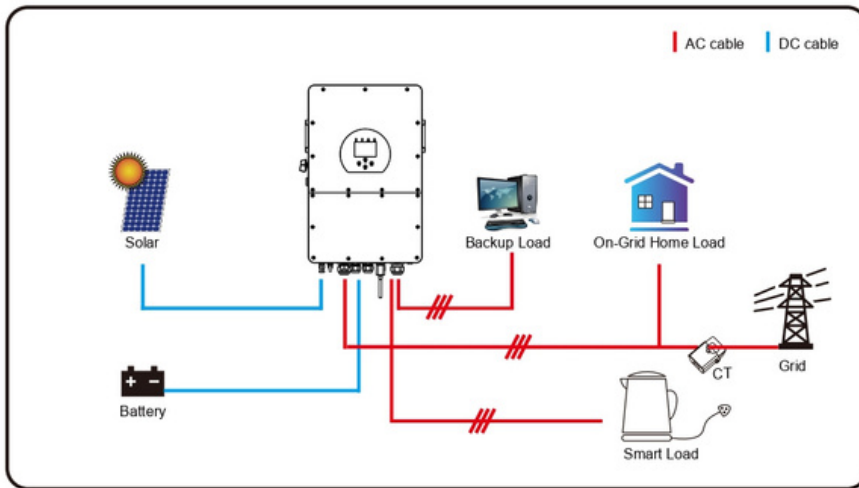 AC cable
DC cable
Solar
Backup Load
On-Grid Home Load
Battery
CT
Grid
Smart Load